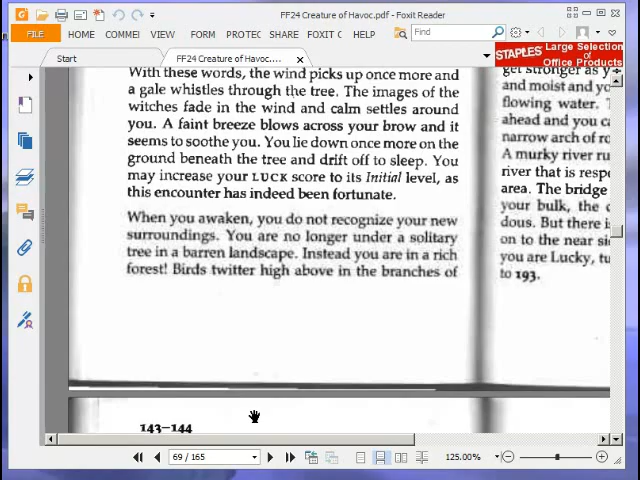 FF24 Creature of Havoc.pdf - Foxit Reader
FILE
HOME
COMMEI
VIEW
FORM
PROTEC
SHARE
FOXIT C
HELP
Find
Start
FF24 Creature of Havoc....
STAPLES
Large Selection
of
Office Products
With these words, the wind picks up once more and
a gale whistles through the tree. The images of the
witches fade in the wind and calm settles around
you. A faint breeze blows across your brow and it
seems to soothe you. You lie down once more on the
ground beneath the tree and drift off to sleep. You
may increase your LUCK score to its Initial level, as
this encounter has indeed been fortunate.
When you awaken, you do not recognize your new
surroundings. You are no longer under a solitary
tree in a barren landscape. Instead you are in a rich
forest! Birds twitter high above in the branches of
get stronger as y
and moist and yo
flowing water. T
ahead and you ca
narrow arch of ro
A murky river ru
river that is resp
area. The bridge
your bulk, the c
dous. But there i
on to the near si
you are Lucky, tu
to 193.
143–144
69 / 165
125.00%